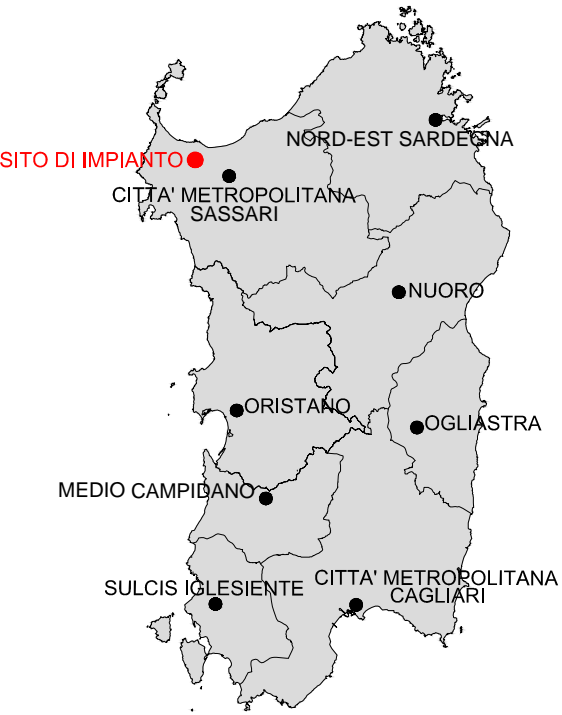 NORD-EST SARDEGNA
SITO DI IMPIANTO
CITTA' METROPOLITANA
SASSARI
NUORO
ORISTANO
OGLIASTRA
MEDIO CAMPIDANO
CITTA' METROPOLITANA
CAGLIARI
SULCIS IGLESIENTE